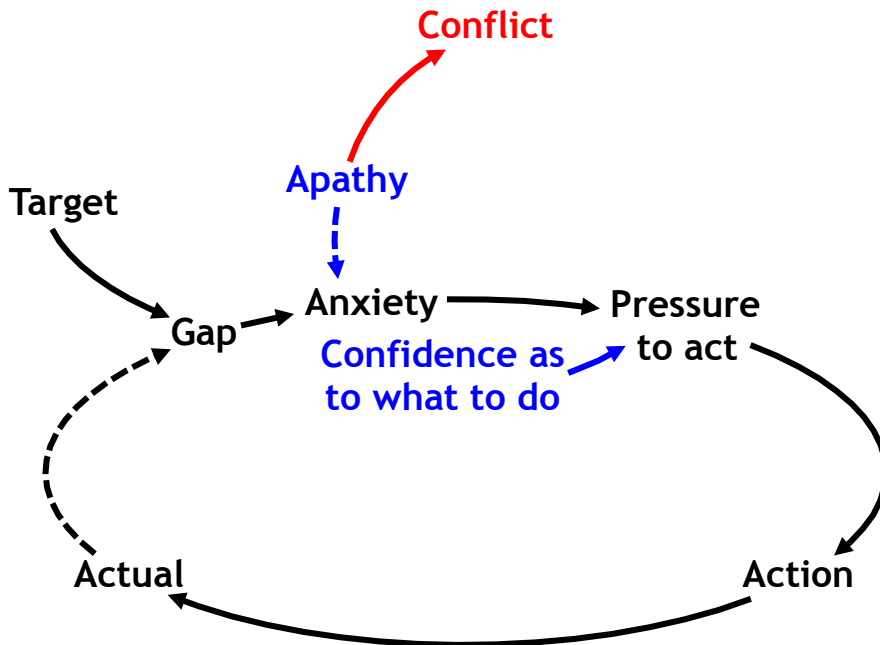 Conflict
Apathy
Target
Anxiety
Pressure
to act
Gap
Confidence as
to what to do
Actual
Action